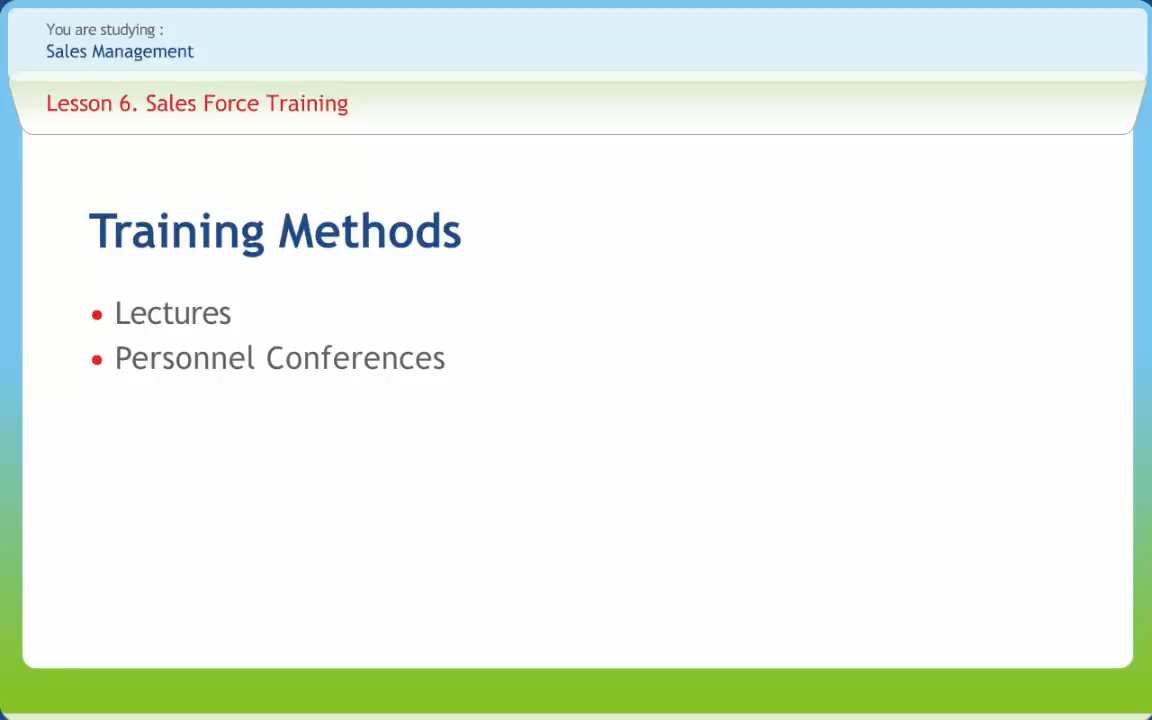 You are studying :
Sales Management
Lesson 6. Sales Force Training
Training Methods
• Lectures
• Personnel Conferences